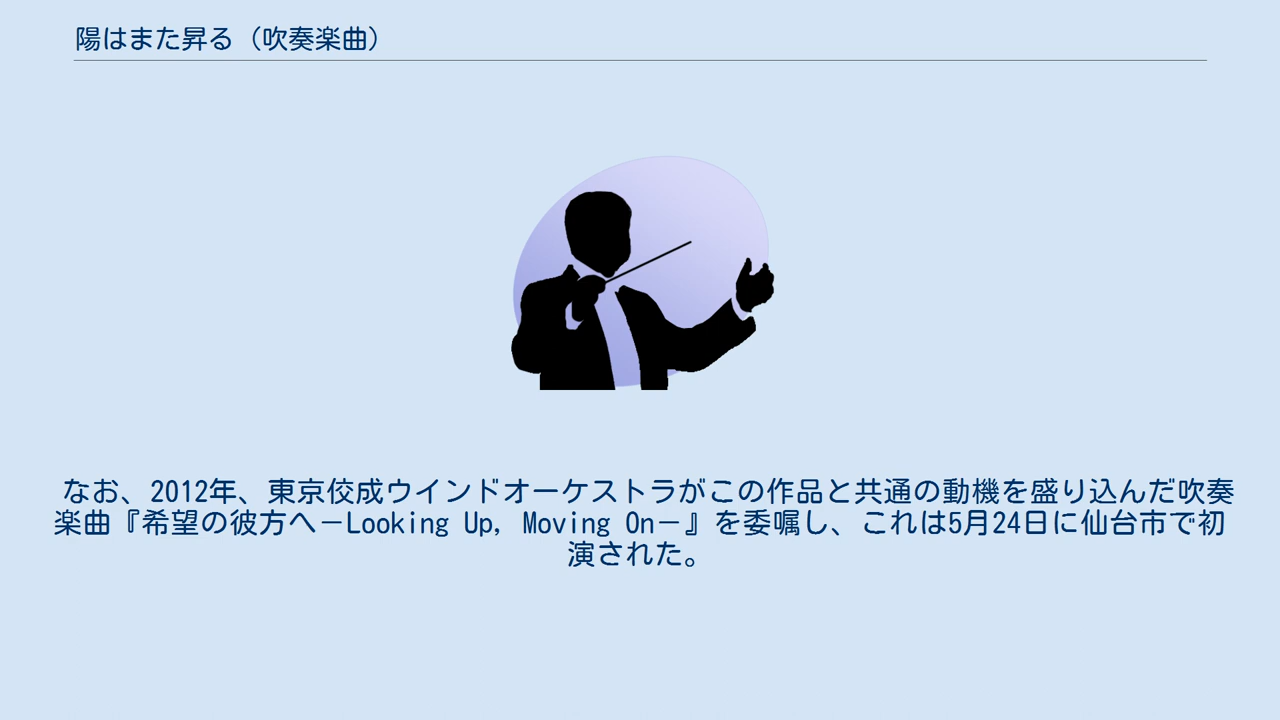 陽はまた昇る（吹奏楽曲）
なお、2012年、東京佼成ウインドオーケストラがこの作品と共通の動機を盛り込んだ吹奏
楽曲『希望の彼方へ－Looking Up, Moving On－』を委嘱し、これは5月24日に仙台市で初
演された。